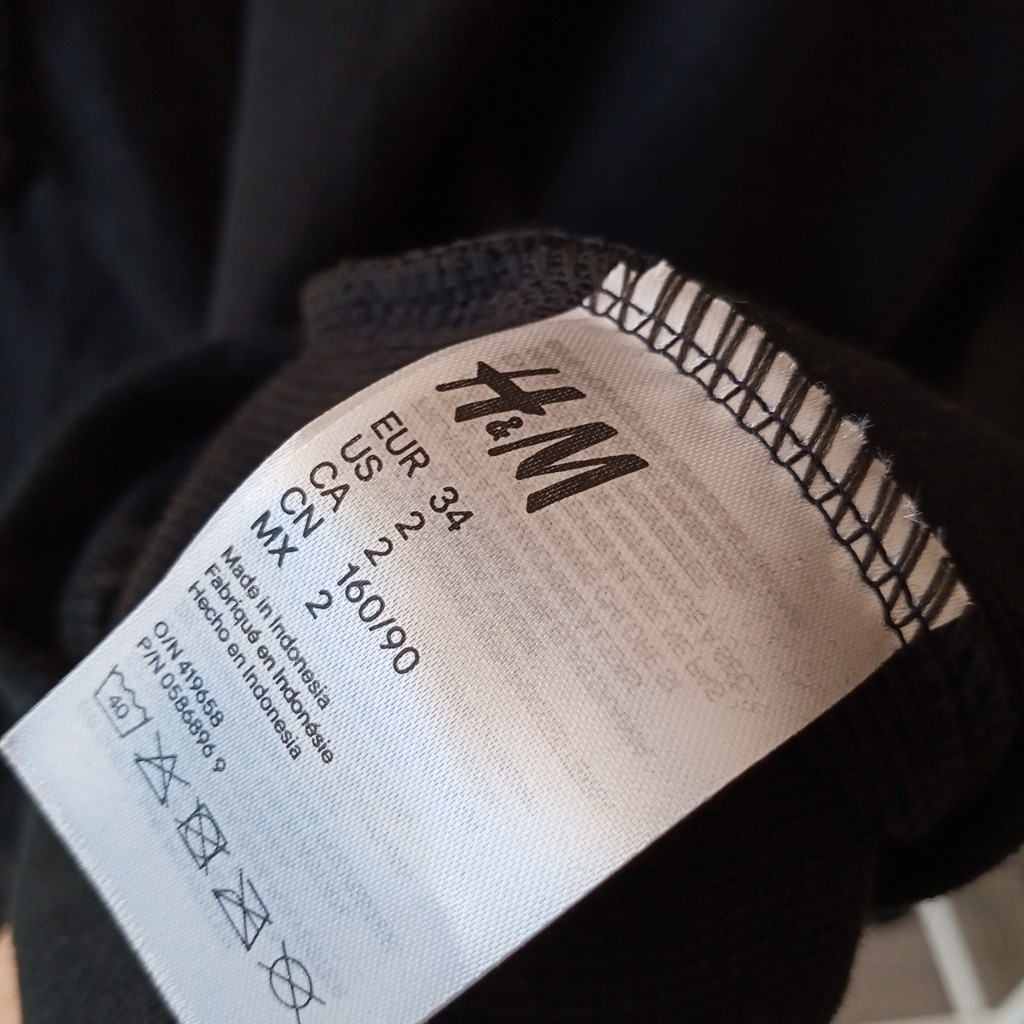 H&M
EUR 34
US 2
CA 2
CN 160/90
MX 2
Made in Indonesia
Fabriqué en Indonésie
Hecho en Indonesia
O/N 419658
P/N 0586896 9
40